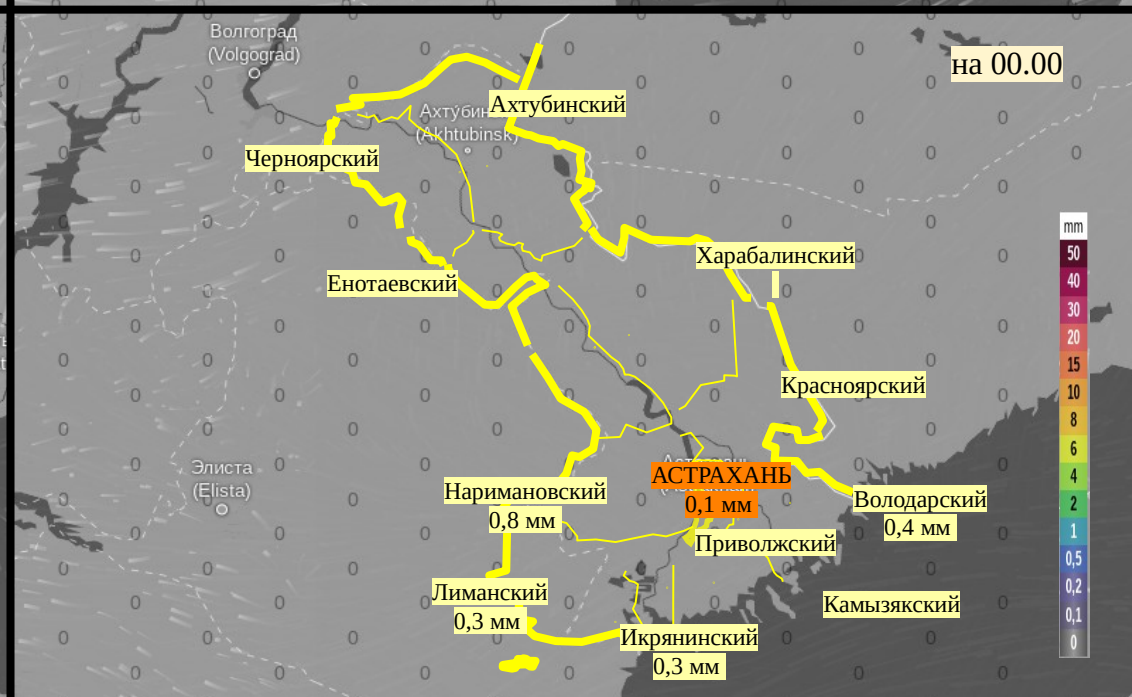 Волгоград
(Volgograd)
на 00.00
Ахтубинский
(Akhtubinsk)
Черноярский
Харабалинский
Енотаевский
Красноярский
Элиста
(Elista)
АСТРАХАНЬ
0,1 мм
Наримановский
0,8 мм
Володарский
0,4 мм
Приволжский
Лиманский
0,3 мм
Камызякский
Икрянинский
0,3 мм
mm
50
40
30
20
15
10
8
6
4
2
1
0,5
0,2
0,1
0